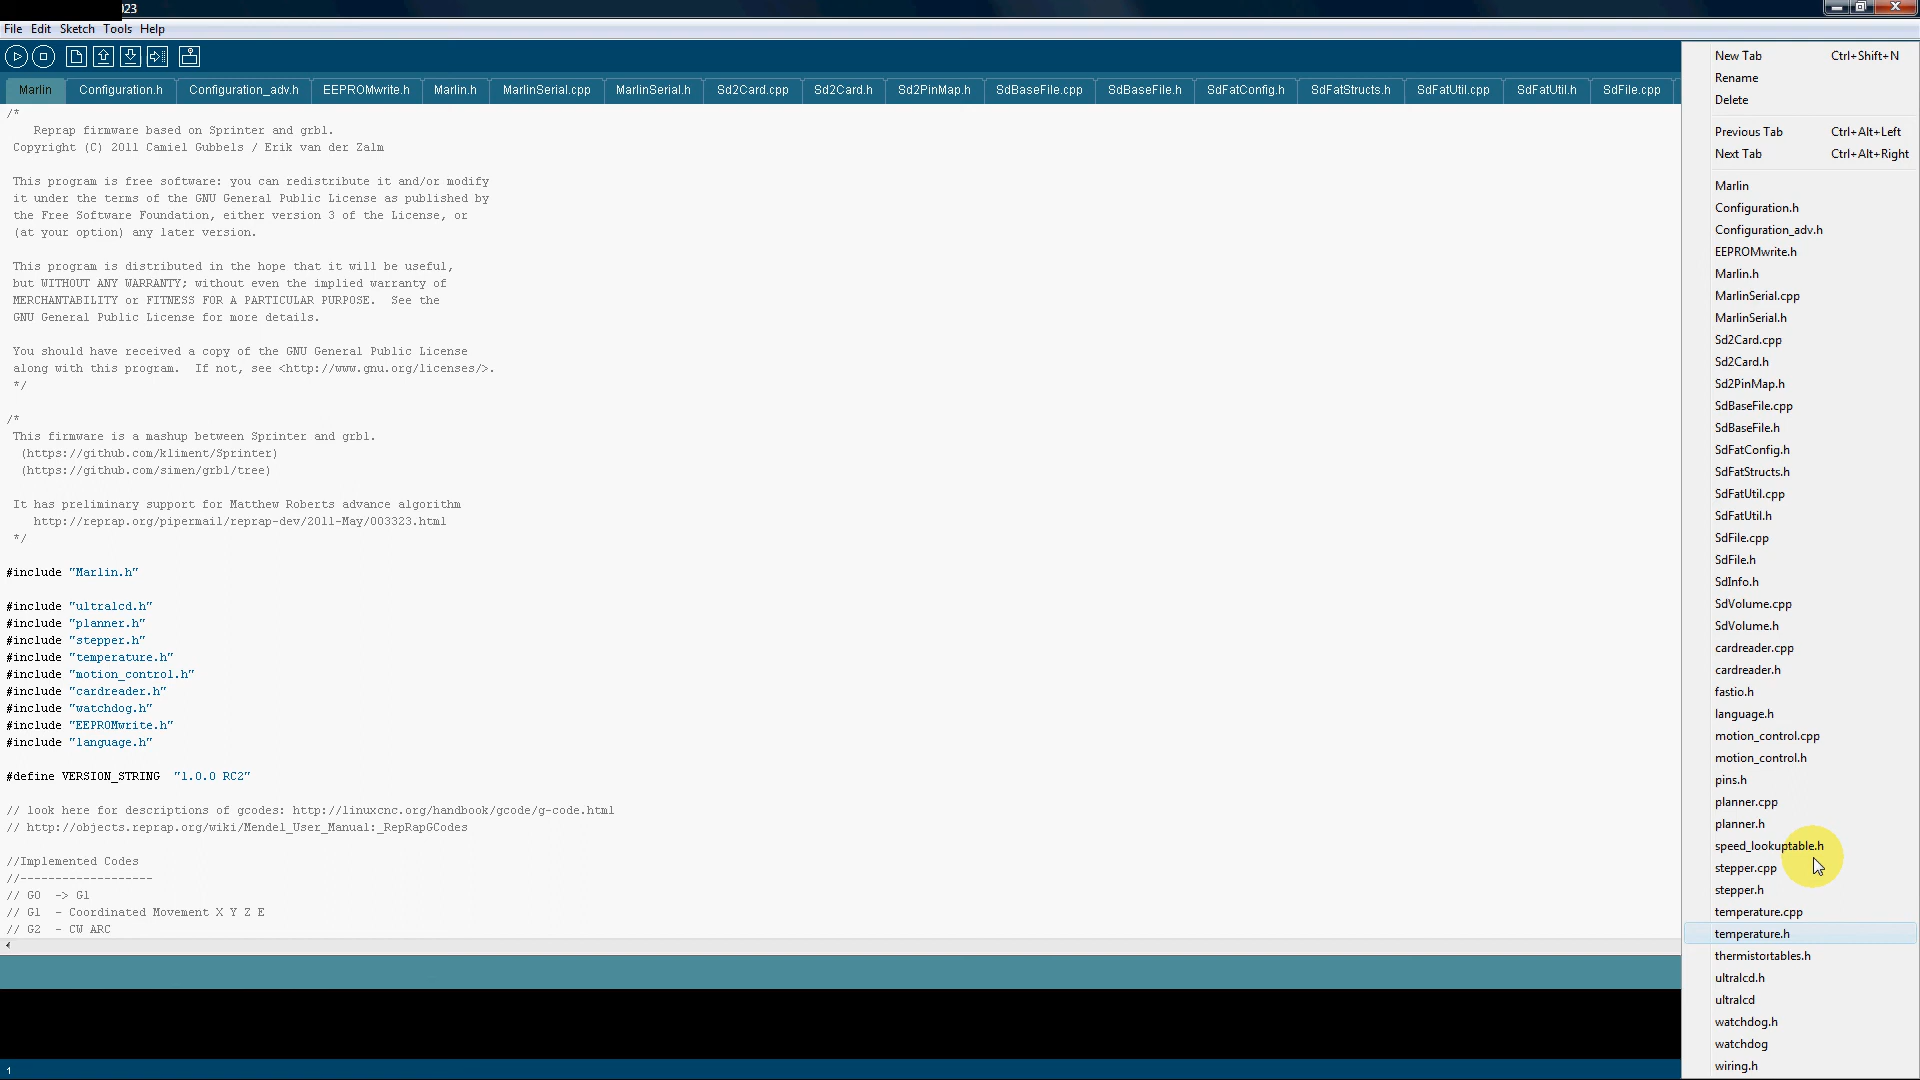 023
File Edit Sketch Tools Help
Marlin Configuration.h Configuration_adv.h EEPROMwrite.h Marlin.h MarlinSerial.cpp MarlinSerial.h Sd2Card.cpp Sd2Card.h Sd2PinMap.h SdBaseFile.cpp SdBaseFile.h SdFatConfig.h SdFatStructs.h SdFatUtil.cpp SdFatUtil.h SdFile.cpp
/*
Reprap firmware based on Sprinter and grbl.
Copyright (C) 2011 Camiel Gubbels / Erik van der Zalm
This program is free software: you can redistribute it and/or modify
it under the terms of the GNU General Public License as published by
the Free Software Foundation, either version 3 of the License, or
(at your option) any later version.
This program is distributed in the hope that it will be useful,
but WITHOUT ANY WARRANTY; without even the implied warranty of
MERCHANTABILITY or FITNESS FOR A PARTICULAR PURPOSE.  See the
GNU General Public License for more details.
You should have received a copy of the GNU General Public License
along with this program.  If not, see <http://www.gnu.org/licenses/>.
*/
/*
This firmware is a mashup between Sprinter and grbl.
(https://github.com/kliment/Sprinter)
(https://github.com/simen/grbl/tree)
It has preliminary support for Matthew Roberts advance algorithm
http://reprap.org/pipermail/reprap-dev/2011-May/003323.html
*/
#include "Marlin.h"
#include "ultralcd.h"
#include "planner.h"
#include "stepper.h"
#include "temperature.h"
#include "motion_control.h"
#include "cardreader.h"
#include "watchdog.h"
#include "EEPROMwrite.h"
#include "language.h"
#define VERSION_STRING  "1.0.0 RC2"
// look here for descriptions of gcodes: http://linuxcnc.org/handbook/gcode/g-code.html
// http://objects.reprap.org/wiki/Mendel_User_Manual:_RepRapGCodes
//Implemented Codes
//-------------------
// G0  -> G1
// G1  - Coordinated Movement X Y Z E
// G2  - CW ARC
1
New Tab Ctrl+Shift+N
Rename
Delete
Previous Tab Ctrl+Alt+Left
Next Tab Ctrl+Alt+Right
Marlin
Configuration.h
Configuration_adv.h
EEPROMwrite.h
Marlin.h
MarlinSerial.cpp
MarlinSerial.h
Sd2Card.cpp
Sd2Card.h
Sd2PinMap.h
SdBaseFile.cpp
SdBaseFile.h
SdFatConfig.h
SdFatStructs.h
SdFatUtil.cpp
SdFatUtil.h
SdFile.cpp
SdFile.h
SdInfo.h
SdVolume.cpp
SdVolume.h
cardreader.cpp
cardreader.h
fastio.h
language.h
motion_control.cpp
motion_control.h
pins.h
planner.cpp
planner.h
speed_lookuptable.h
stepper.cpp
stepper.h
temperature.cpp
temperature.h
thermistortables.h
ultralcd.h
ultralcd
watchdog.h
watchdog
wiring.h